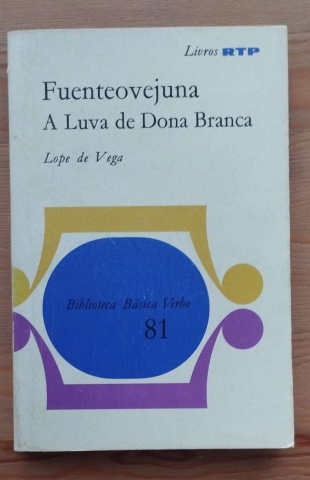 Livros RTP
Fuenteovejuna
A Luva de Dona Branca
Lope de Vega
Biblioteca Básica Verbo
81